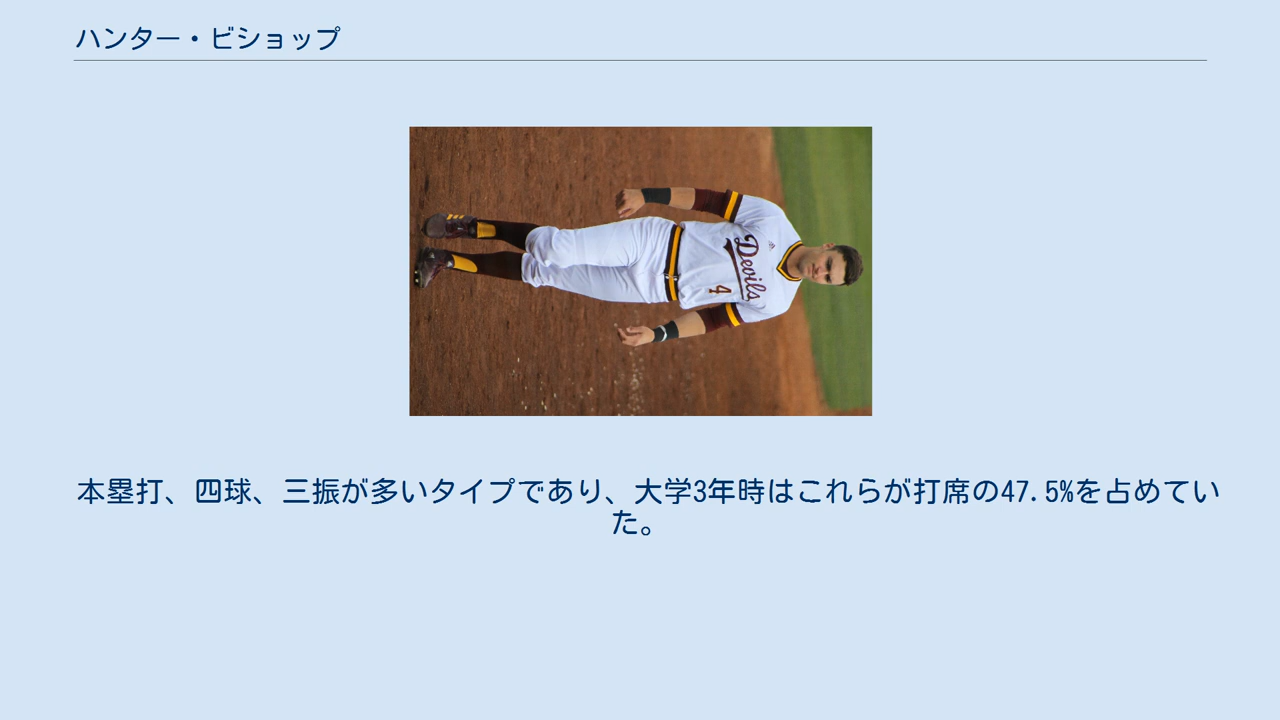 ハンター・ビショップ
Devils
4
本塁打、四球、三振が多いタイプであり、大学3年時はこれらが打席の47.5%を占めてい
た。